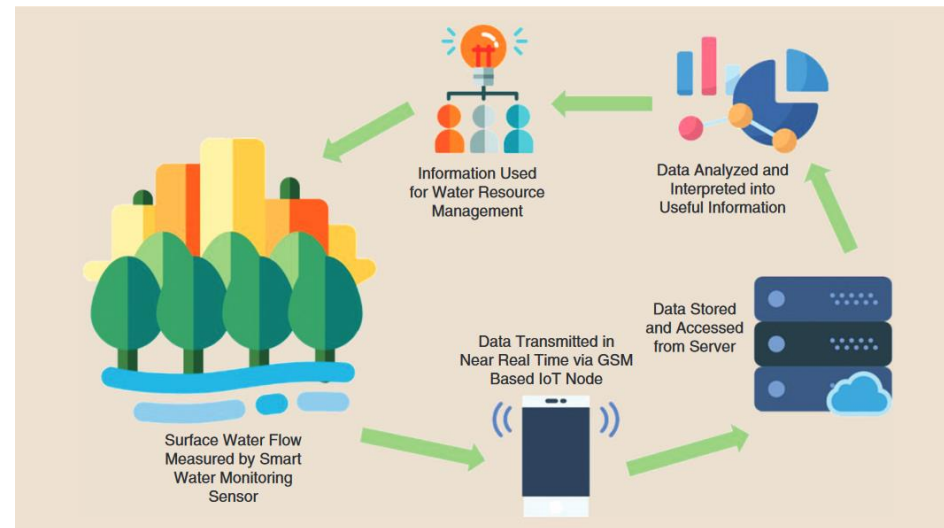 Information Used
for Water Resource
Management
Data Analyzed and
Interpreted into
Useful Information
Data Stored
and Accessed
from Server
Data Transmitted in
Near Real Time via GSM
Based IoT Node
Surface Water Flow
Measured by Smart
Water Monitoring
Sensor